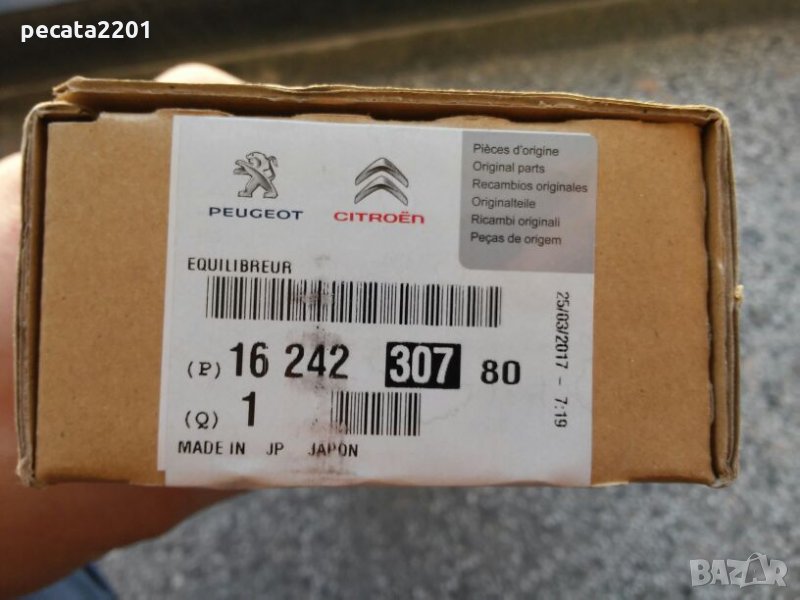 pecata2201
PEUGEOT
CITROËN
Pièces d'origine
Original parts
Recambios originales
Originalteile
Ricambi originali
Peças de origem
EQUILIBREUR
(P) 16 242 307 80
(Q) 1
MADE IN JP JAPON
25/03/2017 - 7:19
BAZAR